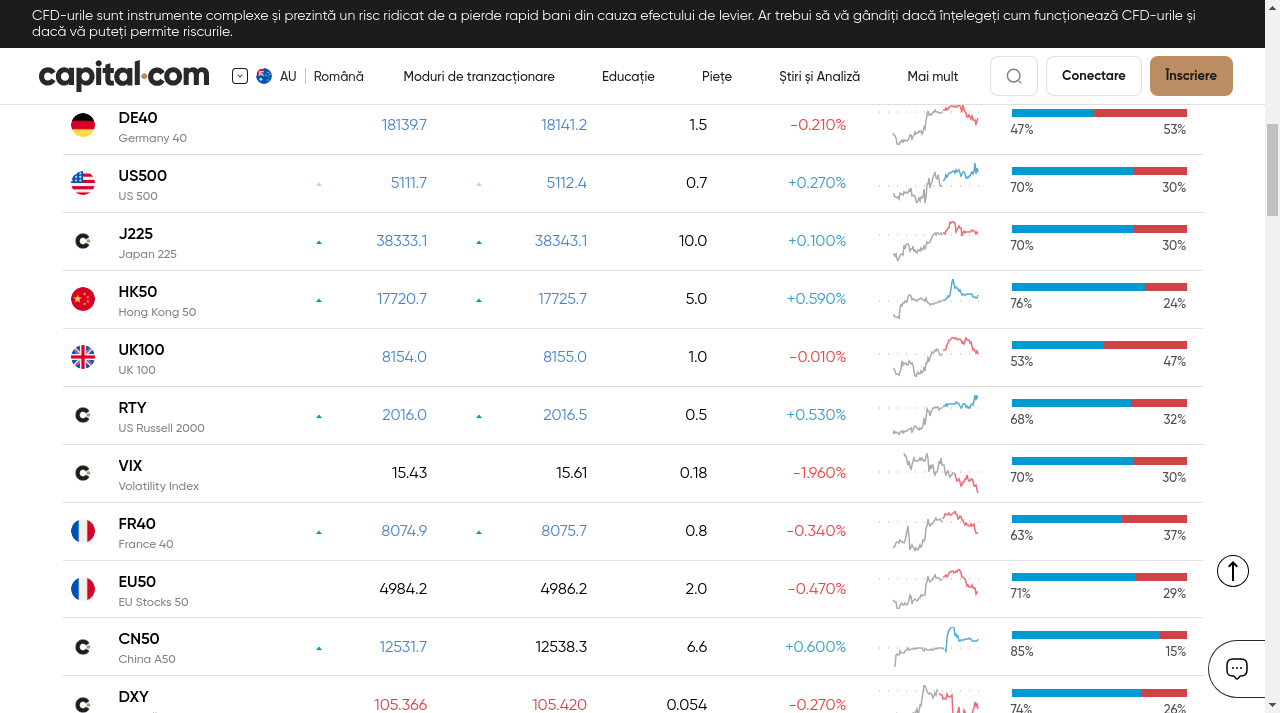 CFD-urile sunt instrumente complexe și prezintă un risc ridicat de a pierde rapid bani din cauza efectului de levier. Ar trebui să vă gândiți dacă înțelegeți cum funcționează CFD-urile și
dacă vă puteți permite riscurile.
capital.com AU Română Moduri de tranzacționare Educație Piețe Știri și Analiză Mai mult Conectare Înscriere
DE40 18139.7 18141.2 1.5 -0.210%
Germany 40 47% 53%
US500 5111.7 5112.4 0.7 +0.270%
US 500 70% 30%
J225 38333.1 38343.1 10.0 +0.100%
Japan 225 70% 30%
HK50 17720.7 17725.7 5.0 +0.590%
Hong Kong 50 76% 24%
UK100 8154.0 8155.0 1.0 -0.010%
UK 100 53% 47%
RTY 2016.0 2016.5 0.5 +0.530%
US Russell 2000 68% 32%
VIX 15.43 15.61 0.18 -1.960%
Volatility Index 70% 30%
FR40 8074.9 8075.7 0.8 -0.340%
France 40 63% 37%
EU50 4984.2 4986.2 2.0 -0.470%
EU Stocks 50 71% 29%
CN50 12531.7 12538.3 6.6 +0.600%
China A50 85% 15%
DXY 105.366 105.420 0.054 -0.270%
74% 26%